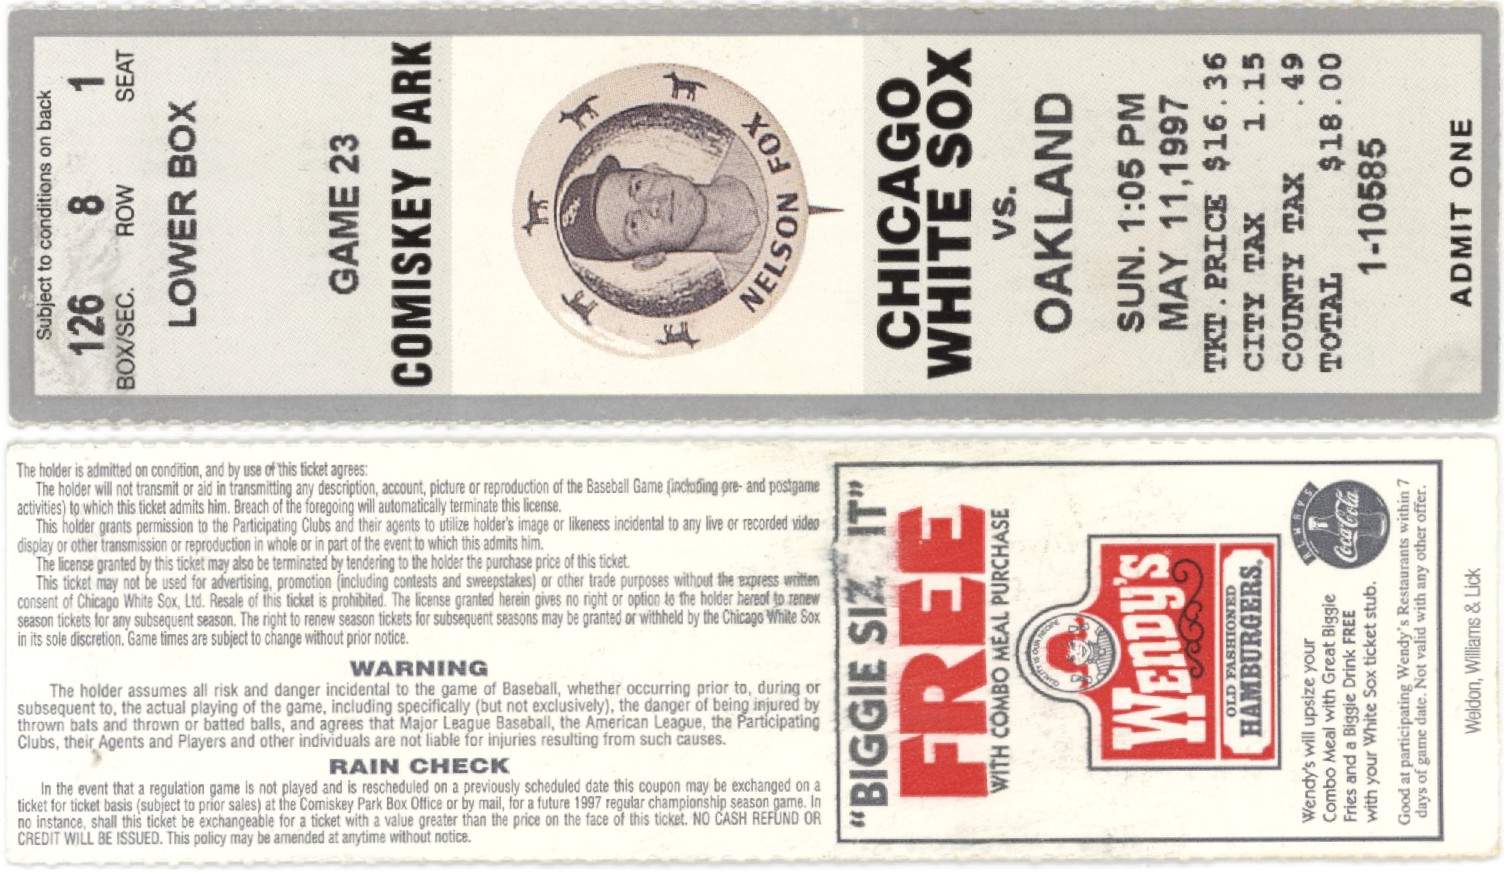 Subject to conditions on back
126 8 1
BOX/SEC. ROW SEAT
LOWER BOX
GAME 23
COMISKEY PARK
NELSON FOX
CHICAGO
WHITE SOX
vs.
OAKLAND
SUN. 1:05 PM
MAY 11,1997
TKT.PRICE $16.36
CITY TAX 1.15
COUNTY TAX .49
TOTAL $18.00
1-10585
ADMIT ONE
The holder is admitted on condition, and by use of this ticket agrees:
The holder will not transmit or aid in transmitting any description, account, picture or reproduction of the Baseball Game (including pre- and postgame
activities) to which this ticket admits him. Breach of the foregoing will automatically terminate this license.
This holder grants permission to the Participating Clubs and their agents to utilize holder's image or likeness incidental to any live or recorded video
display or other transmission or reproduction in whole or in part of the event to which this admits him.
The license granted by this ticket may also be terminated by tendering to the holder the purchase price of this ticket.
This ticket may not be used for advertising, promotion (including contests and sweepstakes) or other trade purposes without the express written
consent of Chicago White Sox, Ltd. Resale of this ticket is prohibited. The license granted herein gives no right or option to the holder hereof to renew
season tickets for any subsequent season. The right to renew season tickets for subsequent seasons may be granted or withheld by the Chicago White Sox
in its sole discretion. Game times are subject to change without prior notice.
WARNING
The holder assumes all risk and danger incidental to the game of Baseball, whether occurring prior to, during or
subsequent to, the actual playing of the game, including specifically (but not exclusively), the danger of being injured by
thrown bats and thrown or batted balls, and agrees that Major League Baseball, the American League, the Participating
Clubs, their Agents and Players and other individuals are not liable for injuries resulting from such causes.
RAIN CHECK
In the event that a regulation game is not played and is rescheduled on a previously scheduled date this coupon may be exchanged on a
ticket for ticket basis (subject to prior sales) at the Comiskey Park Box Office or by mail, for a future 1997 regular championship season game. In
no instance, shall this ticket be exchangeable for a ticket with a value greater than the price on the face of this ticket. NO CASH REFUND OR
CREDIT WILL BE ISSUED. This policy may be amended at anytime without notice.
"BIGGIE SIZ IT"
FREE
WITH COMBO MEAL PURCHASE
QUALITY IS OUR RECIPE
WENDY'S
OLD FASHIONED
HAMBURGERS.
ALWAYS
Coca-Cola
Wendy's will upsize your
Combo Meal with Great Biggie
Fries and a Biggie Drink FREE
with your White Sox ticket stub.
Good at participating Wendy's Restaurants within 7
days of game date. Not valid with any other offer.
Weldon, Williams & Lick